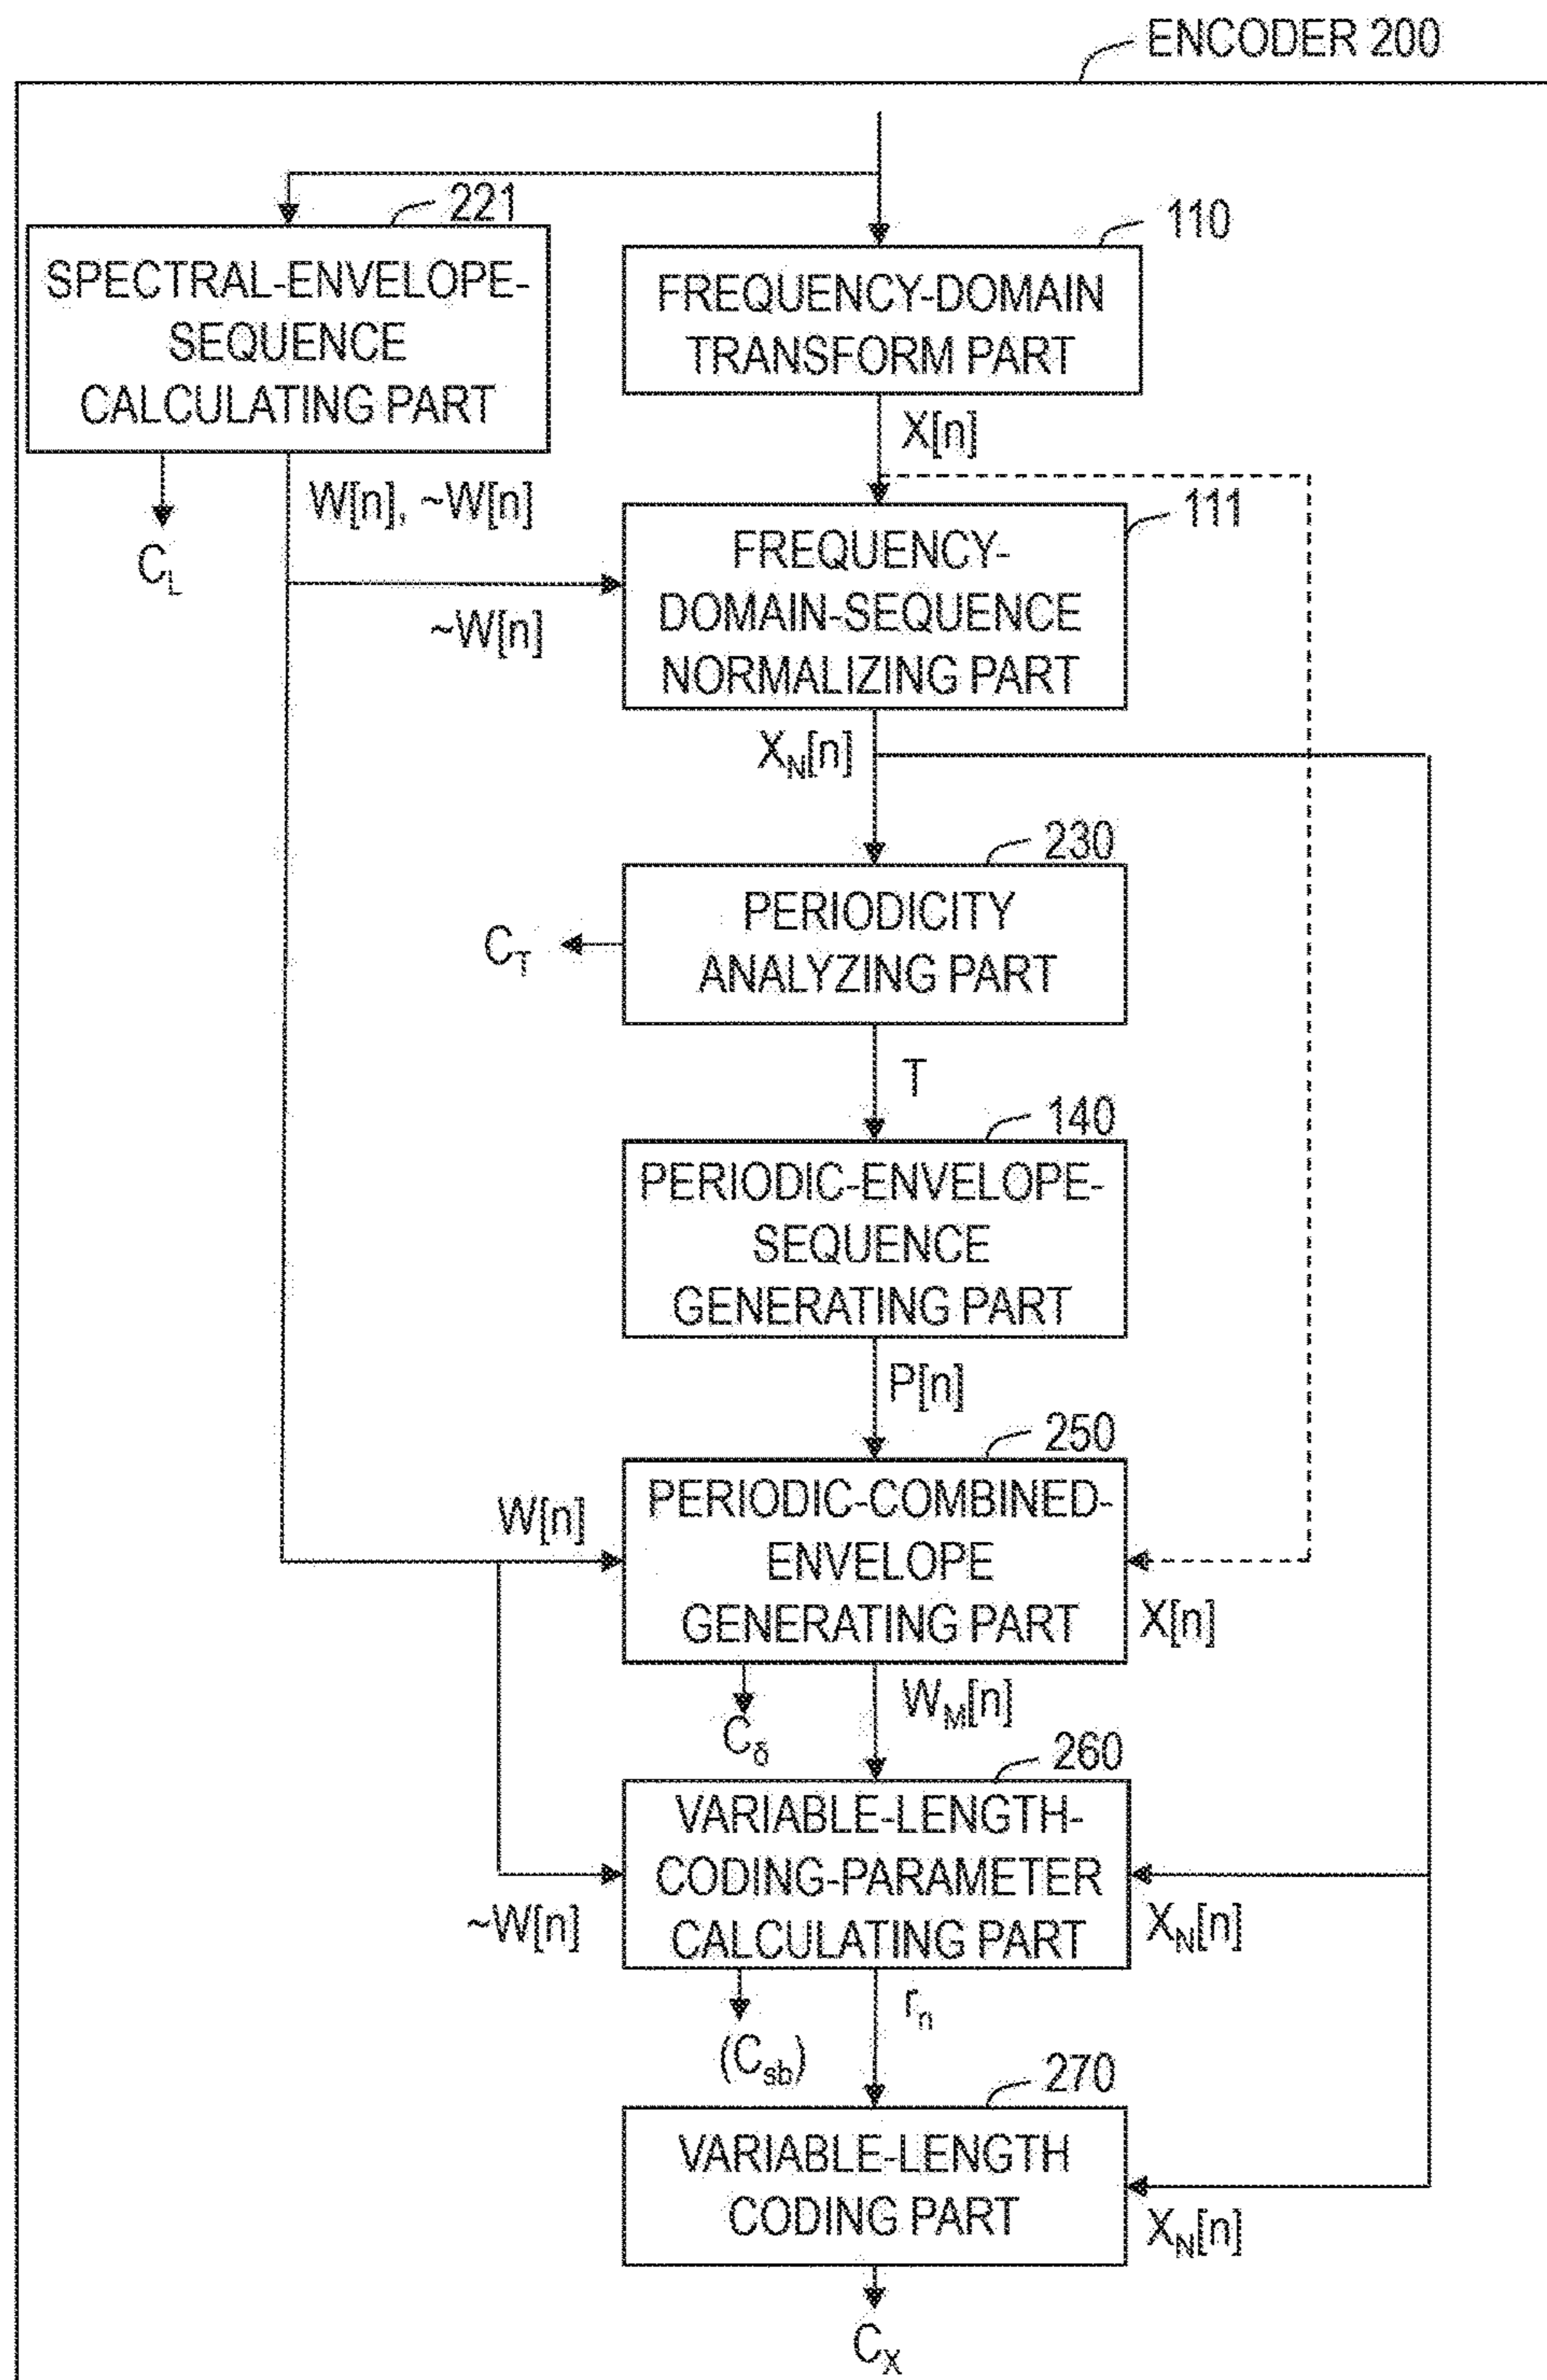 ENCODER 200
221
SPECTRAL-ENVELOPE-
SEQUENCE
CALCULATING PART
110
FREQUENCY-DOMAIN
TRANSFORM PART
X[n]
W[n], ~W[n]
C_L
111
FREQUENCY-
DOMAIN-SEQUENCE
NORMALIZING PART
~W[n]
X_N[n]
230
PERIODICITY
ANALYZING PART
C_T
T
140
PERIODIC-ENVELOPE-
SEQUENCE
GENERATING PART
P[n]
250
PERIODIC-COMBINED-
ENVELOPE
GENERATING PART
W[n]
X[n]
C_δ
W_M[n]
260
VARIABLE-LENGTH-
CODING-PARAMETER
CALCULATING PART
~W[n]
X_N[n]
(C_sb)
r_n
270
VARIABLE-LENGTH
CODING PART
X_N[n]
C_X